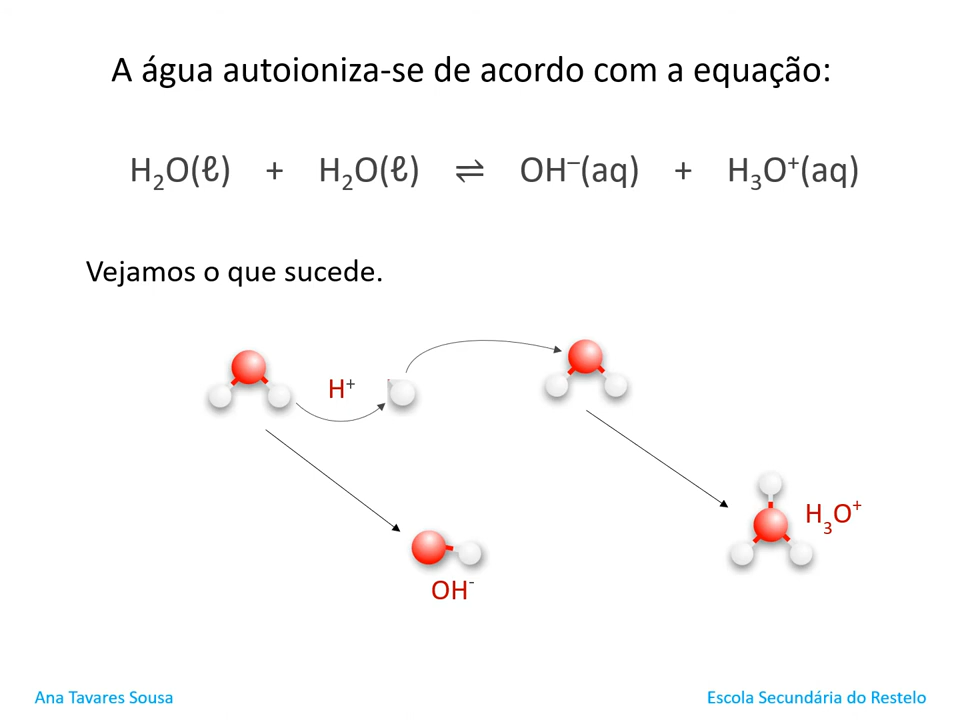 A água autoioniza-se de acordo com a equação:
H₂O(ℓ) + H₂O(ℓ) ⇌ OH⁻(aq) + H₃O⁺(aq)
Vejamos o que sucede.
H⁺
H₃O⁺
OH⁻
Ana Tavares Sousa
Escola Secundária do Restelo